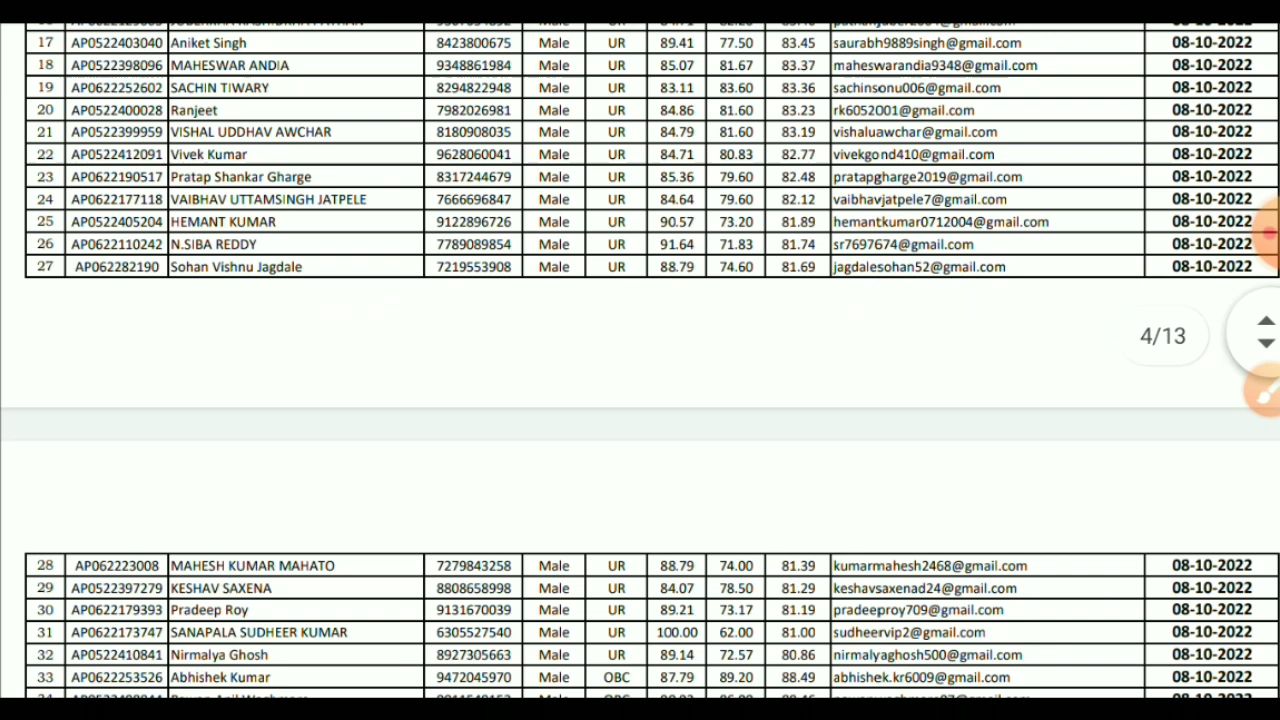 17 AP0522403040 Aniket Singh 8423800675 Male UR 89.41 77.50 83.45 saurabh9889singh@gmail.com 08-10-2022
18 AP0522398096 MAHESWAR ANDIA 9348861984 Male UR 85.07 81.67 83.37 maheswarandia9348@gmail.com 08-10-2022
19 AP0622252602 SACHIN TIWARY 8294822948 Male UR 83.11 83.60 83.36 sachinsonu006@gmail.com 08-10-2022
20 AP0522400028 Ranjeet 7982026981 Male UR 84.86 81.60 83.23 rk6052001@gmail.com 08-10-2022
21 AP0522399959 VISHAL UDDHAV AWCHAR 8180908035 Male UR 84.79 81.60 83.19 vishaluawchar@gmail.com 08-10-2022
22 AP0522412091 Vivek Kumar 9628060041 Male UR 84.71 80.83 82.77 vivekgond410@gmail.com 08-10-2022
23 AP0622190517 Pratap Shankar Gharge 8317244679 Male UR 85.36 79.60 82.48 pratapgharge2019@gmail.com 08-10-2022
24 AP0622177118 VAIBHAV UTTAMSINGH JATPELE 7666696847 Male UR 84.64 79.60 82.12 vaibhavjatpele7@gmail.com 08-10-2022
25 AP0522405204 HEMANT KUMAR 9122896726 Male UR 90.57 73.20 81.89 hemantkumar0712004@gmail.com 08-10-2022
26 AP0622110242 N.SIBA REDDY 7789089854 Male UR 91.64 71.83 81.74 sr7697674@gmail.com 08-10-2022
27 AP062282190 Sohan Vishnu Jagdale 7219553908 Male UR 88.79 74.60 81.69 jagdalesohan52@gmail.com 08-10-2022
4/13
28 AP062223008 MAHESH KUMAR MAHATO 7279843258 Male UR 88.79 74.00 81.39 kumarmahesh2468@gmail.com 08-10-2022
29 AP0522397279 KESHAV SAXENA 8808658998 Male UR 84.07 78.50 81.29 keshavsaxenad24@gmail.com 08-10-2022
30 AP0622179393 Pradeep Roy 9131670039 Male UR 89.21 73.17 81.19 pradeeproy709@gmail.com 08-10-2022
31 AP0622173747 SANAPALA SUDHEER KUMAR 6305527540 Male UR 100.00 62.00 81.00 sudheervip2@gmail.com 08-10-2022
32 AP0522410841 Nirmalya Ghosh 8927305663 Male UR 89.14 72.57 80.86 nirmalyaghosh500@gmail.com 08-10-2022
33 AP0622253526 Abhishek Kumar 9472045970 Male OBC 87.79 89.20 88.49 abhishek.kr6009@gmail.com 08-10-2022